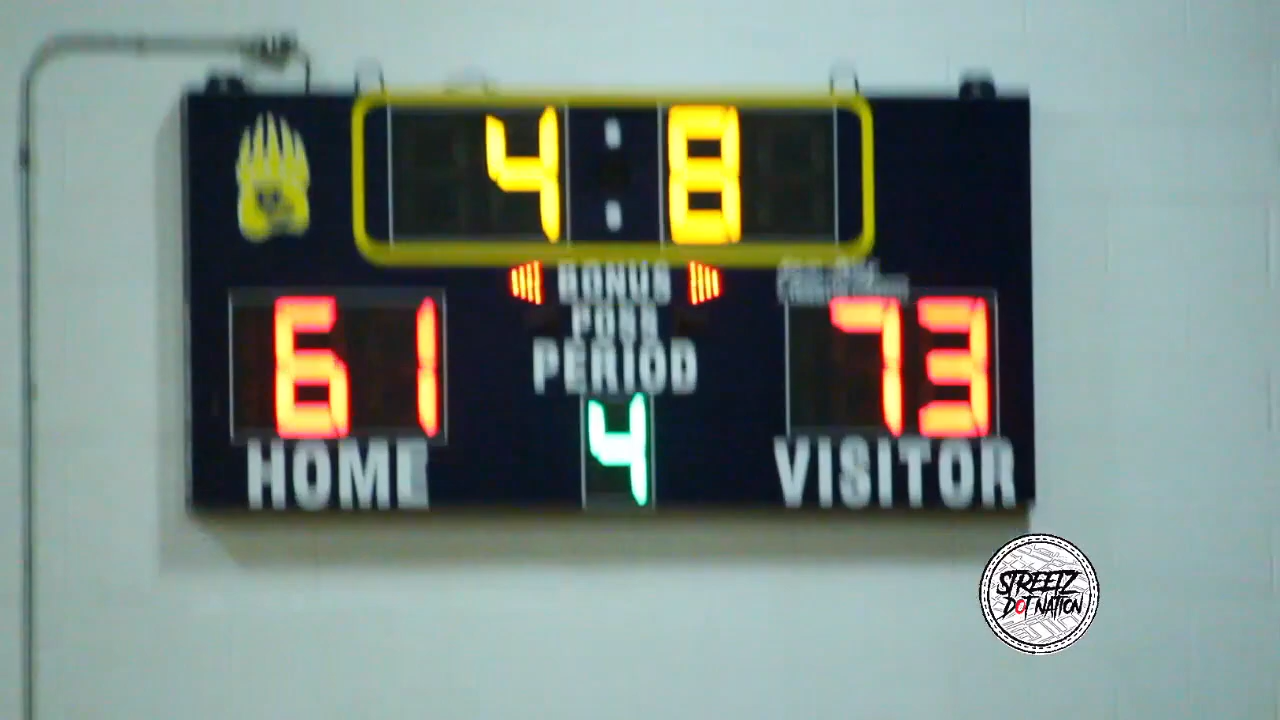 4:8
BONUS
POSS
PERIOD
61
4
73
HOME
VISITOR
STREETZ
DOT NATION